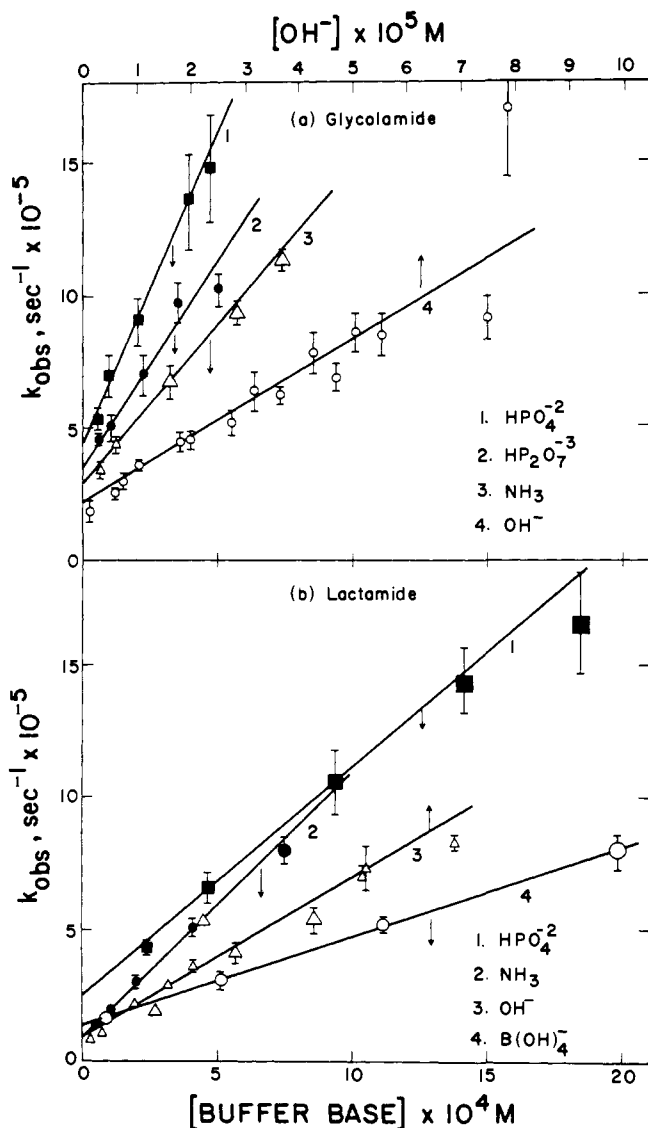 [OH⁻] x 10⁵ M
0 1 2 3 4 5 6 7 8 9 10
(a) Glycolamide
15
10
5
0
k_obs, sec⁻¹ x 10⁻⁵
1
2
3
4
1. HPO₄⁻²
2. HP₂O₇⁻³
3. NH₃
4. OH⁻
(b) Lactamide
15
10
5
0
k_obs, sec⁻¹ x 10⁻⁵
1
2
3
4
1. HPO₄⁻²
2. NH₃
3. OH⁻
4. B(OH)₄⁻
0 5 10 15 20
[BUFFER BASE] x 10⁴ M